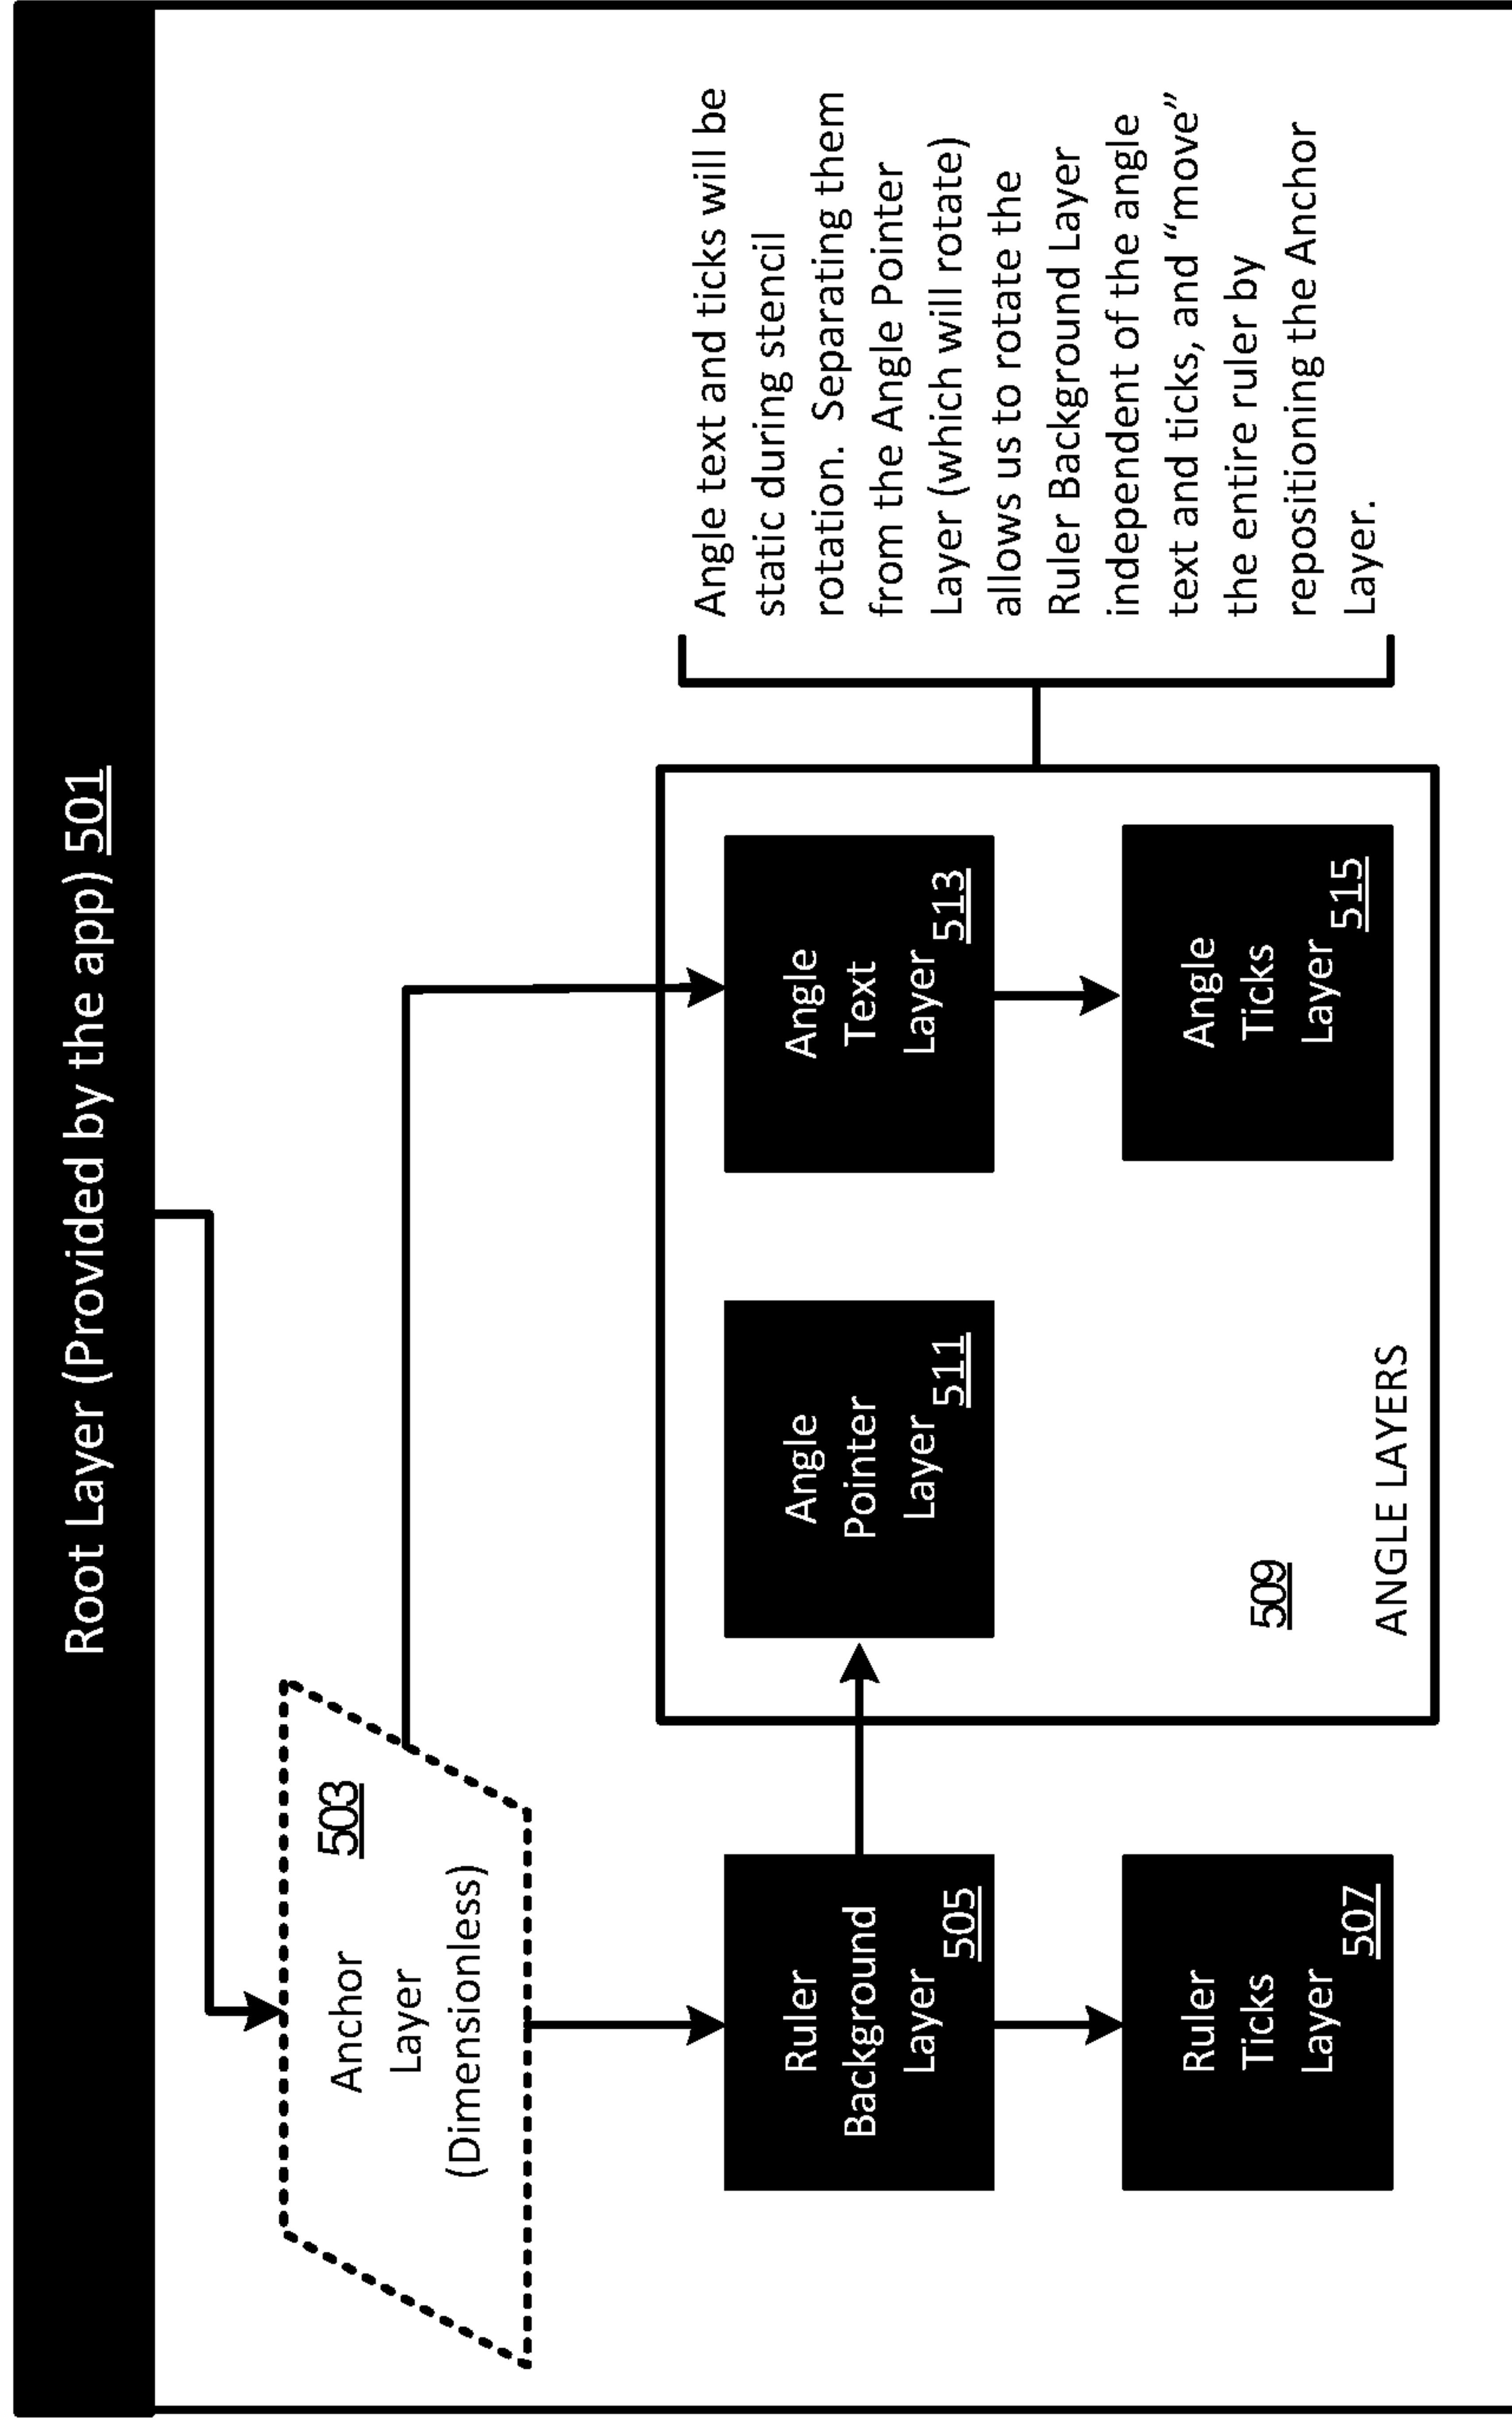 Root Layer (Provided by the app) 501
503
Anchor
Layer
(Dimensionless)
Ruler
Background
Layer 505
Ruler
Ticks
Layer 507
Angle
Pointer
Layer 511
Angle
Text
Layer 513
Angle
Ticks
Layer 515
509
ANGLE LAYERS
Angle text and ticks will be
static during stencil
rotation.  Separating them
from the Angle Pointer
Layer (which will rotate)
allows us to rotate the
Ruler Background Layer
independent of the angle
text and ticks, and “move”
the entire ruler by
repositioning the Anchor
Layer.